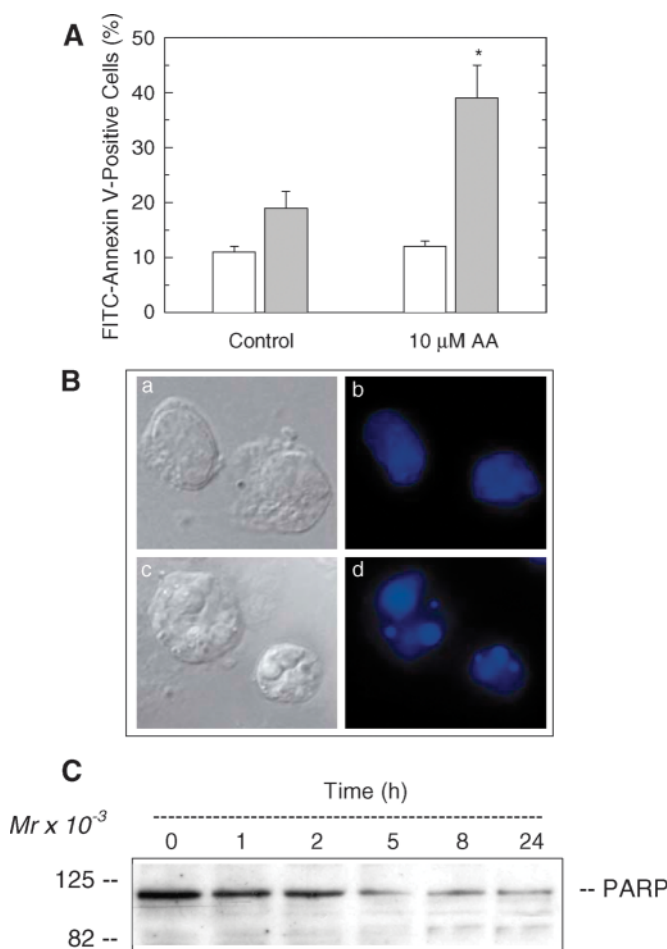 A
FITC-Annexin V-Positive Cells (%)
50
40
30
20
10
0
*
Control
10 μM AA
B
a
b
c
d
C
Time (h)
Mr x 10⁻³
0 1 2 5 8 24
125 --
-- PARP
82 --